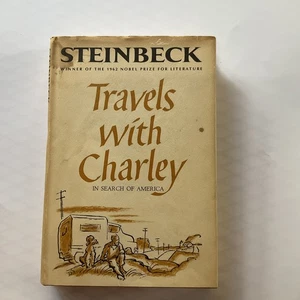 STEINBECK
WINNER OF THE 1962 NOBEL PRIZE FOR LITERATURE
Travels
with
Charley
IN SEARCH OF AMERICA